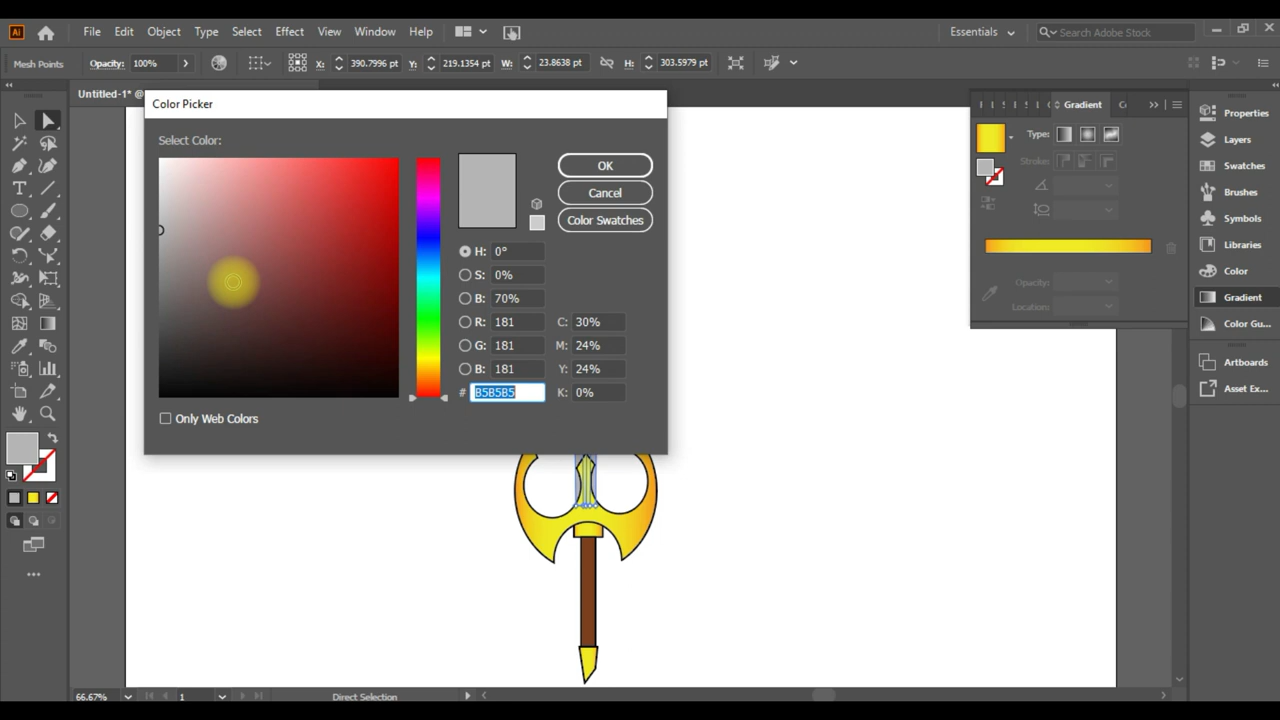 Ai File Edit Object Type Select Effect View Window Help Essentials Search Adobe Stock
Mesh Points Opacity: 100% X: 390.7996 pt Y: 219.1354 pt W: 23.8638 pt H: 303.5979 pt
Untitled-1* @
Color Picker
Select Color:
OK
Cancel
Color Swatches
H: 0°
S: 0%
B: 70%
R: 181 C: 30%
G: 181 M: 24%
B: 181 Y: 24%
# B5B5B5 K: 0%
Only Web Colors
Gradient
Type:
Stroke:
Opacity:
Location:
Properties
Layers
Swatches
Brushes
Symbols
Libraries
Color
Gradient
Color Gu...
Artboards
Asset Ex...
66.67% 1 Direct Selection